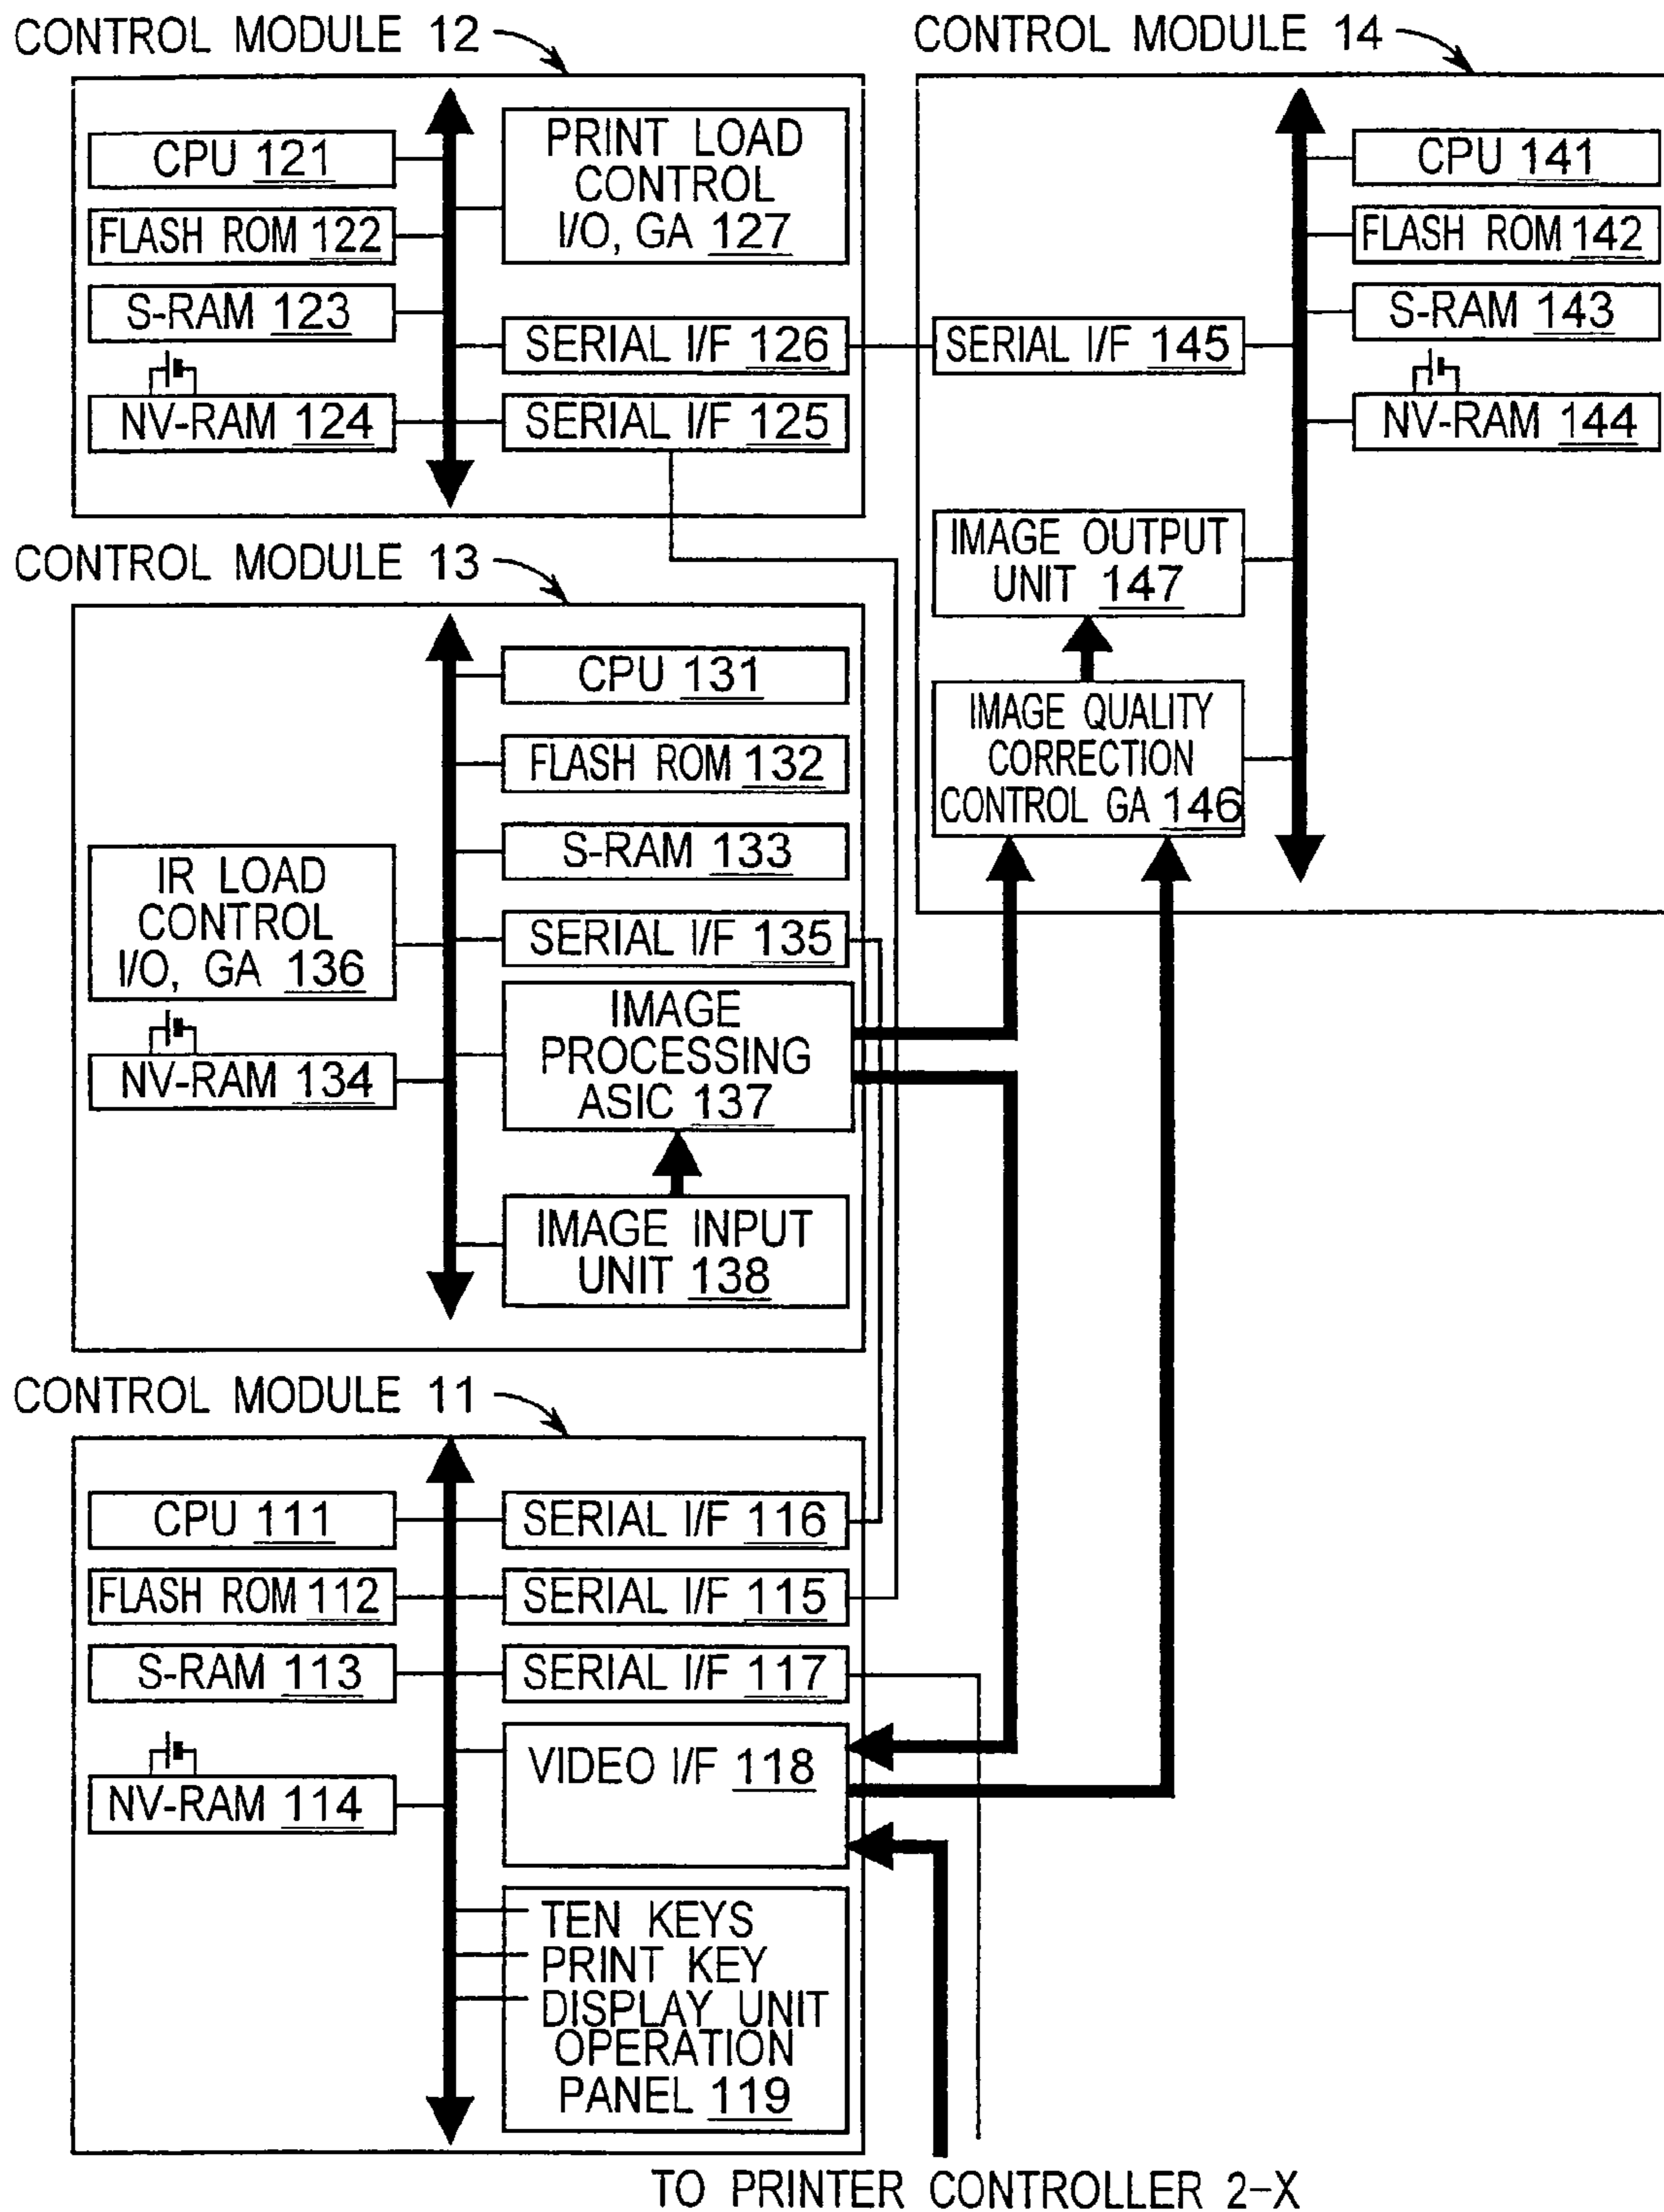 CONTROL MODULE 12
CPU 121
FLASH ROM 122
S-RAM 123
NV-RAM 124
PRINT LOAD
CONTROL
I/O, GA 127
SERIAL I/F 126
SERIAL I/F 125
CONTROL MODULE 14
CPU 141
FLASH ROM 142
S-RAM 143
NV-RAM 144
SERIAL I/F 145
IMAGE OUTPUT
UNIT 147
IMAGE QUALITY
CORRECTION
CONTROL GA 146
CONTROL MODULE 13
CPU 131
FLASH ROM 132
S-RAM 133
SERIAL I/F 135
IR LOAD
CONTROL
I/O, GA 136
NV-RAM 134
IMAGE
PROCESSING
ASIC 137
IMAGE INPUT
UNIT 138
CONTROL MODULE 11
CPU 111
FLASH ROM 112
S-RAM 113
NV-RAM 114
SERIAL I/F 116
SERIAL I/F 115
SERIAL I/F 117
VIDEO I/F 118
TEN KEYS
PRINT KEY
DISPLAY UNIT
OPERATION
PANEL 119
TO PRINTER CONTROLLER 2-X